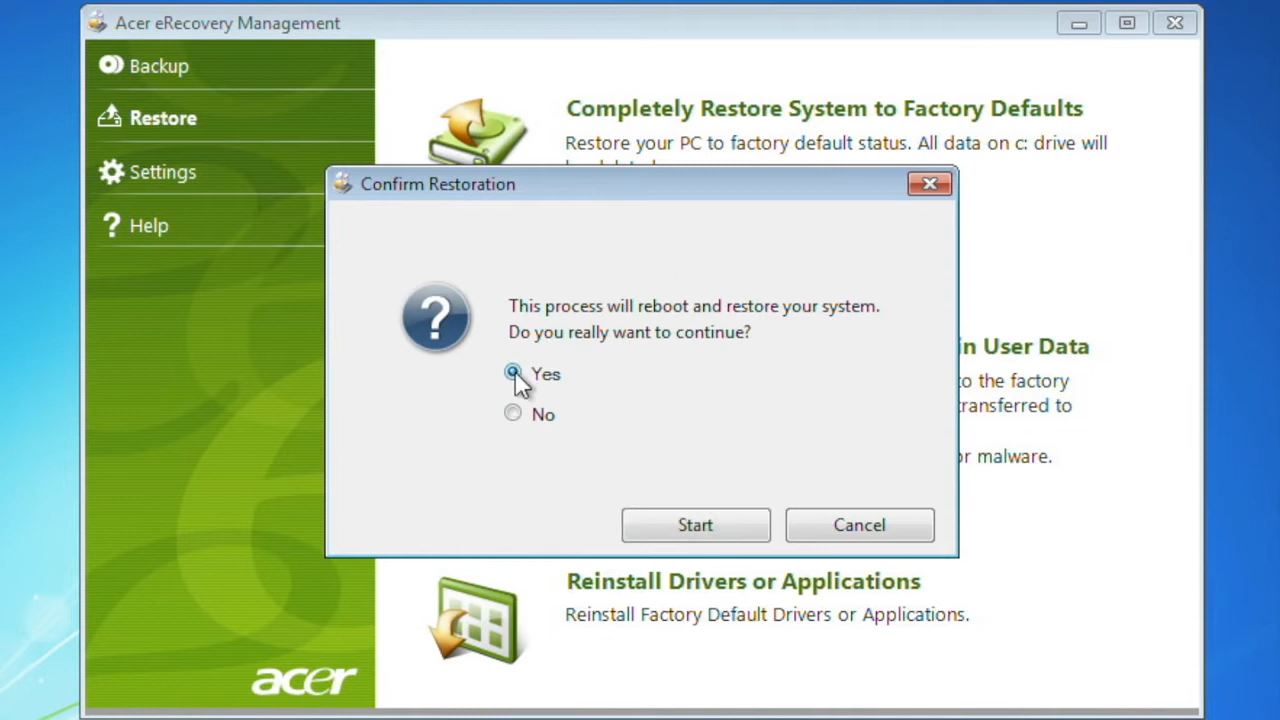 Acer eRecovery Management
Backup
Restore
Settings
Help
acer
Completely Restore System to Factory Defaults
Restore your PC to factory default status. All data on c: drive will
Confirm Restoration
This process will reboot and restore your system.
Do you really want to continue?
Yes
No
Start
Cancel
in User Data
to the factory
transferred to
or malware.
Reinstall Drivers or Applications
Reinstall Factory Default Drivers or Applications.